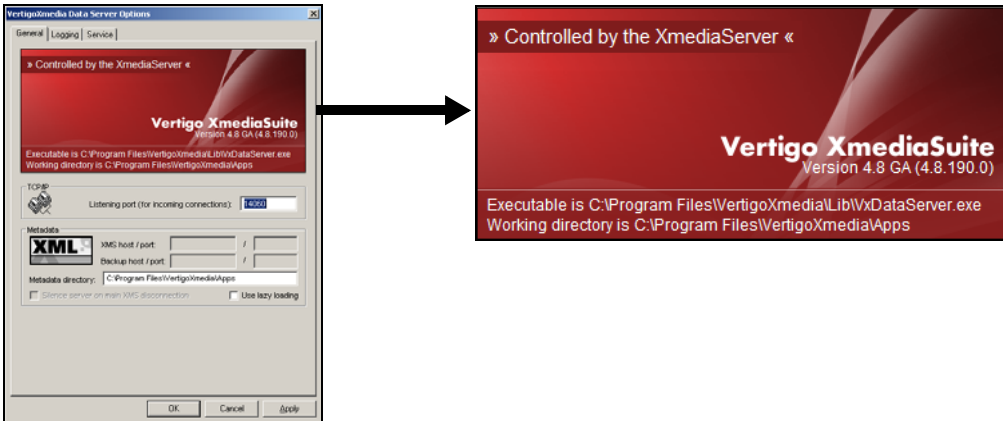 VertigoXmedia Data Server Options
General
Logging
Service
» Controlled by the XmediaServer «
Vertigo XmediaSuite
Version 4.8 GA (4.8.190.0)
Executable is C:\Program Files\VertigoXmedia\Lib\VxDataServer.exe
Working directory is C:\Program Files\VertigoXmedia\Apps
TCP/IP
Listening port (for incoming connections): 14060
Metadata
XML
XMS host / port: /
Backup host / port: /
Metadata directory: C:\Program Files\VertigoXmedia\Apps
Silence server on main XMS disconnection
Use lazy loading
OK
Cancel
Apply
» Controlled by the XmediaServer «
Vertigo XmediaSuite
Version 4.8 GA (4.8.190.0)
Executable is C:\Program Files\VertigoXmedia\Lib\VxDataServer.exe
Working directory is C:\Program Files\VertigoXmedia\Apps